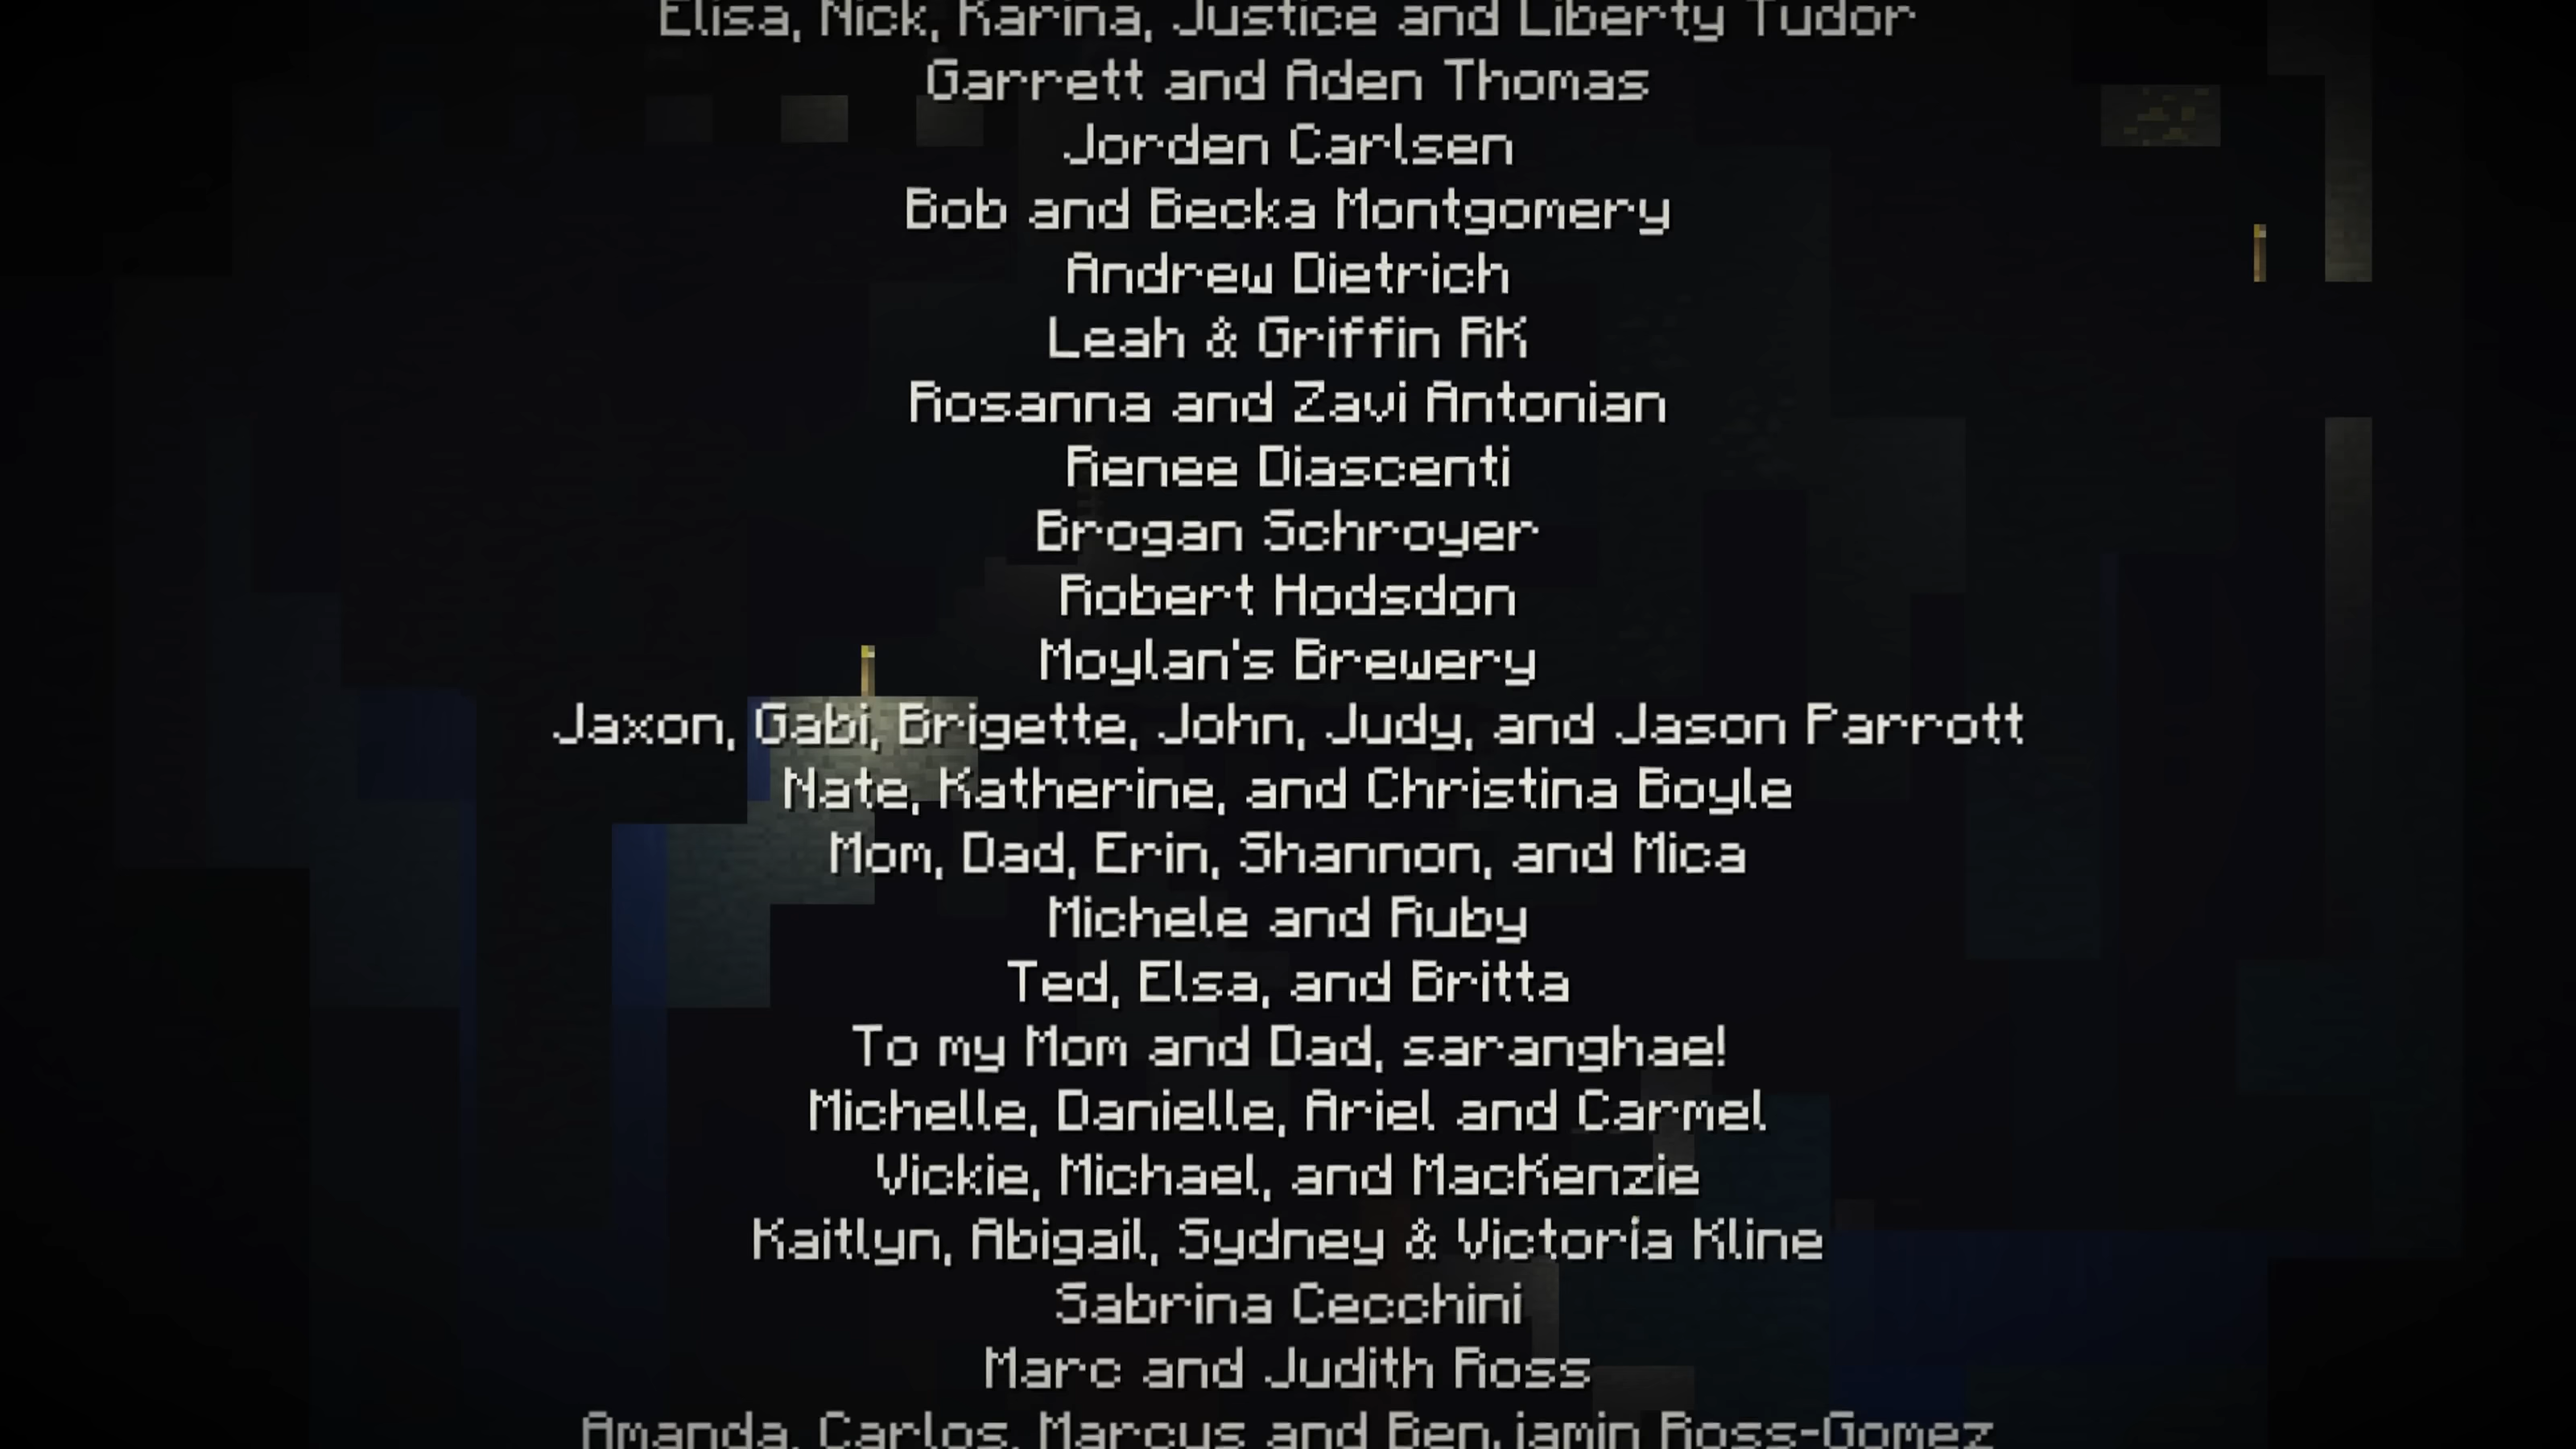 Elisa, Nick, Karina, Justice and Liberty Tudor
Garrett and Aden Thomas
Jorden Carlsen
Bob and Becka Montgomery
Andrew Dietrich
Leah & Griffin RK
Rosanna and Zavi Antonian
Renee Diascenti
Brogan Schroyer
Robert Hodsdon
Moylan's Brewery
Jaxon, Gabi, Brigette, John, Judy, and Jason Parrott
Nate, Katherine, and Christina Boyle
Mom, Dad, Erin, Shannon, and Mica
Michele and Ruby
Ted, Elsa, and Britta
To my Mom and Dad, saranghae!
Michelle, Danielle, Ariel and Carmel
Vickie, Michael, and MacKenzie
Kaitlyn, Abigail, Sydney & Victoria Kline
Sabrina Cecchini
Marc and Judith Ross
Amanda, Carlos, Marcus and Benjamin Ross-Gomez